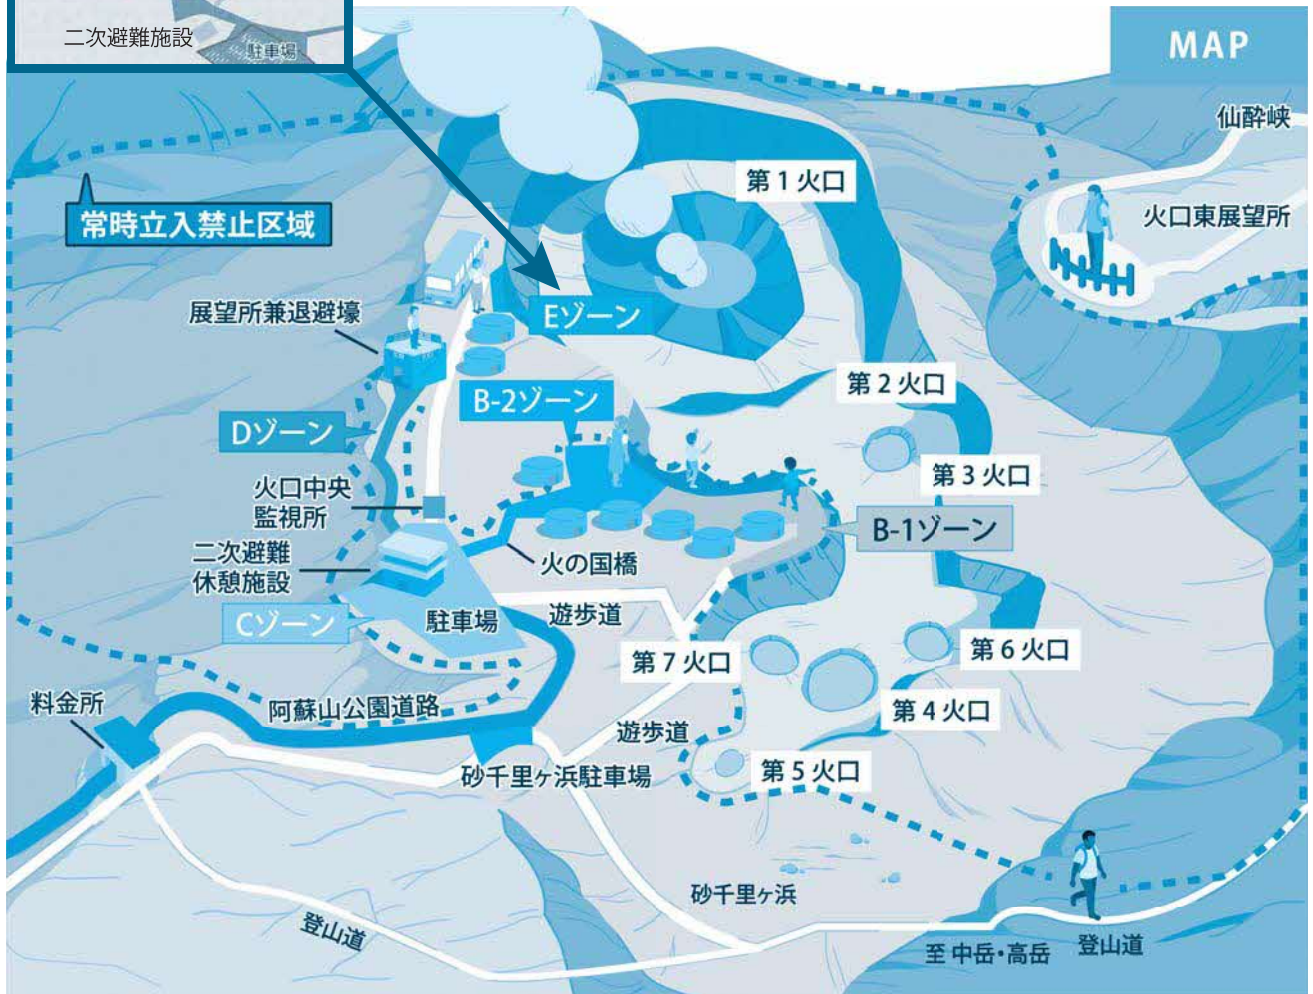 二次避難施設
駐車場
MAP
仙酔峡
第1火口
火口東展望所
常時立入禁止区域
展望所兼退避壕
Eゾーン
第2火口
B-2ゾーン
Dゾーン
第3火口
火口中央
監視所
B-1ゾーン
二次避難
休憩施設
火の国橋
Cゾーン
駐車場
遊歩道
第7火口
第6火口
料金所
阿蘇山公園道路
第4火口
遊歩道
砂千里ヶ浜駐車場
第5火口
砂千里ヶ浜
登山道
至 中岳・高岳
登山道